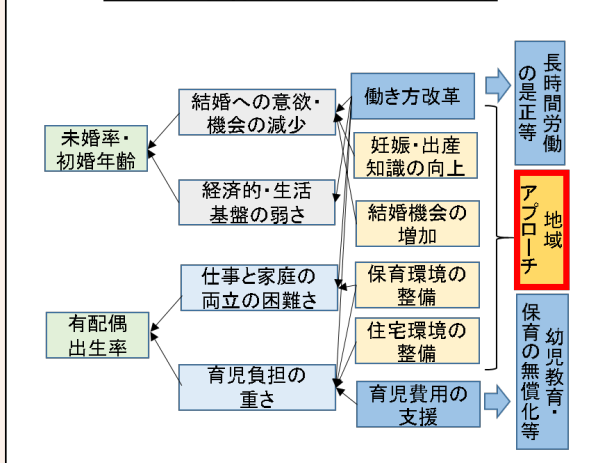 未婚率・
初婚年齢
有配偶
出生率
結婚への意欲・
機会の減少
経済的・生活
基盤の弱さ
仕事と家庭の
両立の困難さ
育児負担の
重さ
働き方改革
妊娠・出産
知識の向上
結婚機会の
増加
保育環境の
整備
住宅環境の
整備
育児費用の
支援
長時間労働
の是正等
地域
アプローチ
幼児教育・
保育の無償化等